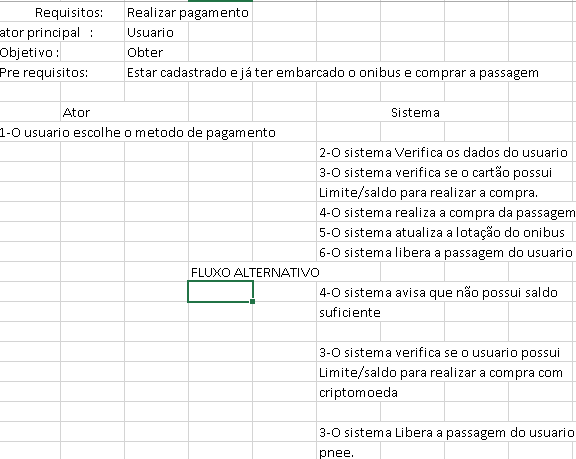 Requisitos: Realizar pagamento
ator principal : Usuario
Objetivo : Obter
Pre requisitos: Estar cadastrado e já ter embarcado o onibus e comprar a passagem
Ator Sistema
1-O usuario escolhe o metodo de pagamento
2-O sistema Verifica os dados do usuario
3-O sistema verifica se o cartão possui
Limite/saldo para realizar a compra.
4-O sistema realiza a compra da passagem
5-O sistema atualiza a lotação do onibus
6-O sistema libera a passagem do usuario
FLUXO ALTERNATIVO
4-O sistema avisa que não possui saldo
suficiente
3-O sistema verifica se o usuario possui
Limite/saldo para realizar a compra com
criptomoeda
3-O sistema Libera a passagem do usuario
pnee.